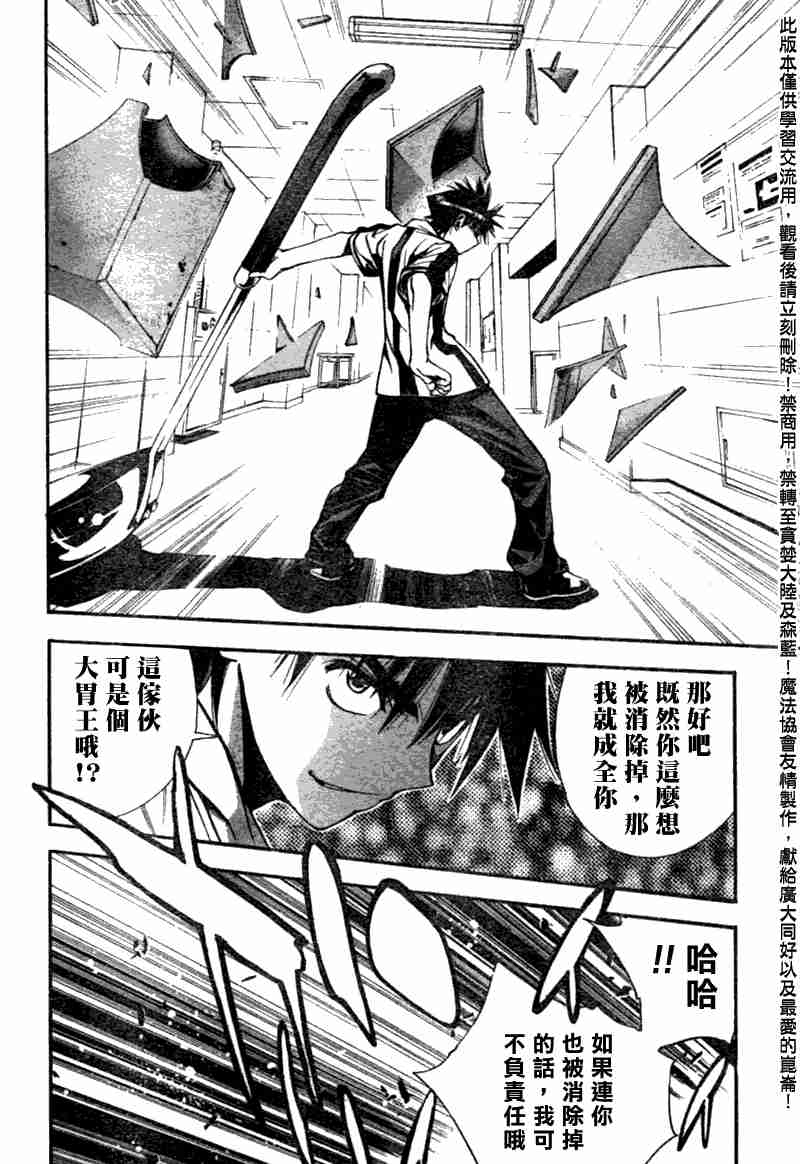 那好吧
既然你這麼想
被消除掉，那
我就成全你
這傢伙
可是個
大胃王哦
!?
哈哈
!!
如果連你
也被消除掉
的話，我可
不負責任哦
此版本僅供學習交流用，觀看後請立刻刪除！禁商用，禁轉至貪婪大陸及森藍！魔法協會友情製作，獻給廣大同好以及最愛的崑崙！